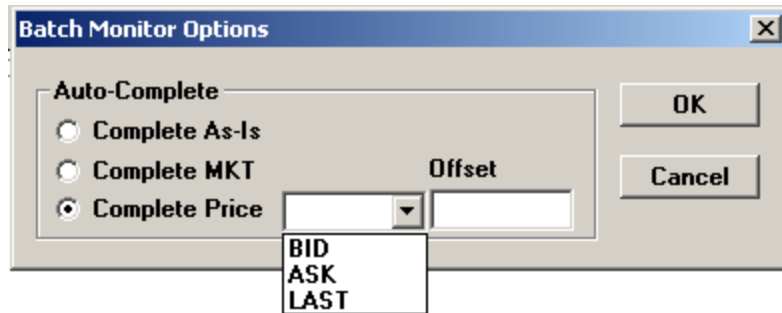 Batch Monitor Options
Auto-Complete
Complete As-Is
Complete MKT
Offset
Complete Price
BID
ASK
LAST
OK
Cancel